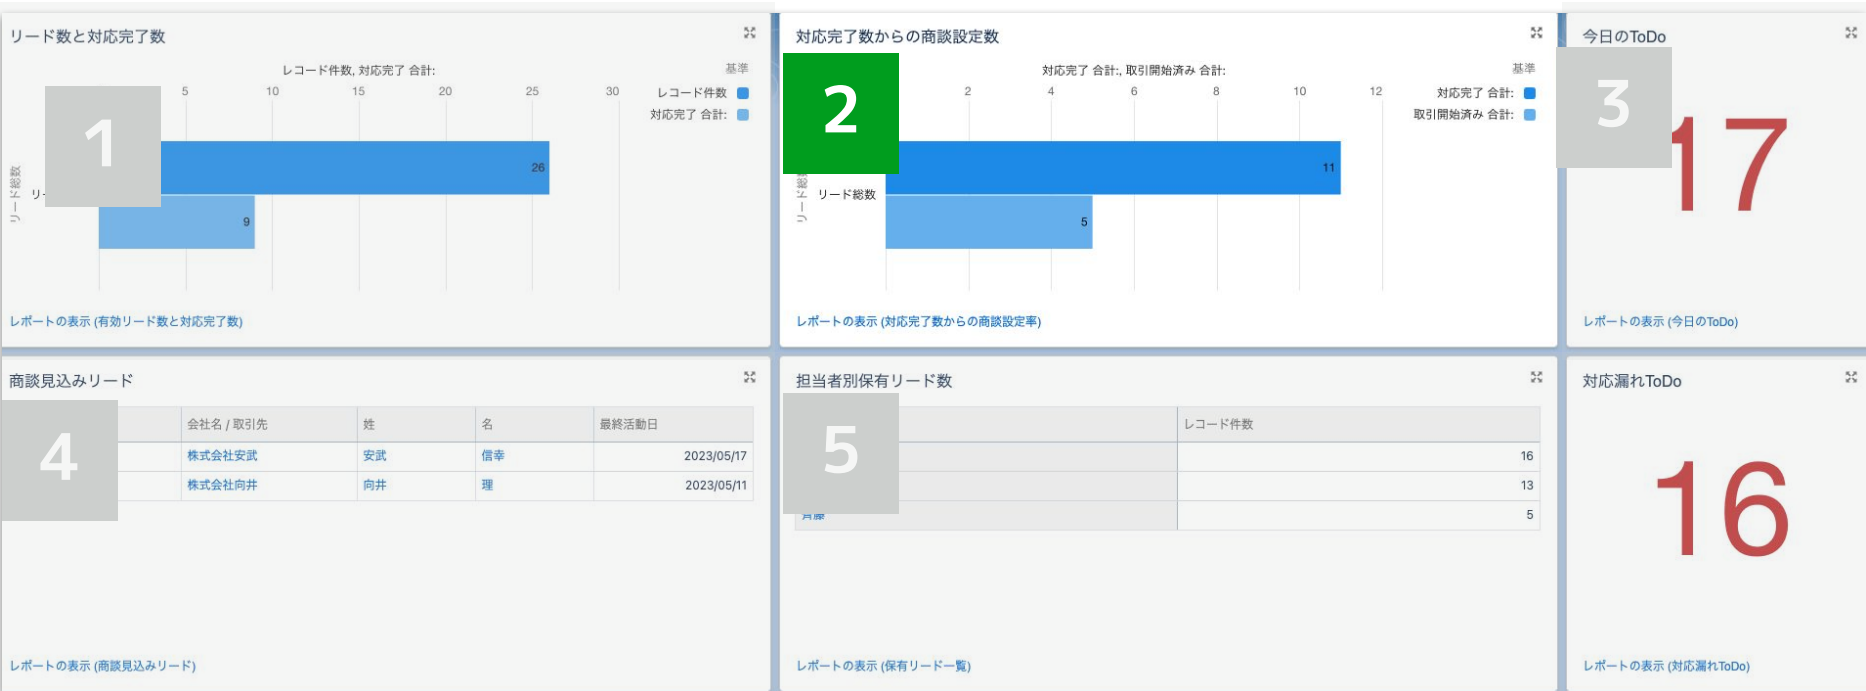 リード数と対応完了数
レコード件数, 対応完了 合計:
基準
5 10 15 20 25 30
レコード件数
対応完了 合計:
1
26
リード総数
リ
9
レポートの表示 (有効リード数と対応完了数)
対応完了数からの商談設定数
対応完了 合計:, 取引開始済み 合計:
基準
2 4 6 8 10 12
対応完了 合計:
取引開始済み 合計:
2
11
リード総数
リード総数
5
レポートの表示 (対応完了数からの商談設定率)
今日のToDo
3
17
レポートの表示 (今日のToDo)
商談見込みリード
4
会社名 / 取引先 姓 名 最終活動日
株式会社安武 安武 信幸 2023/05/17
株式会社向井 向井 理 2023/05/11
レポートの表示 (商談見込みリード)
担当者別保有リード数
5
レコード件数
16
13
5
レポートの表示 (保有リード一覧)
対応漏れToDo
16
レポートの表示 (対応漏れToDo)